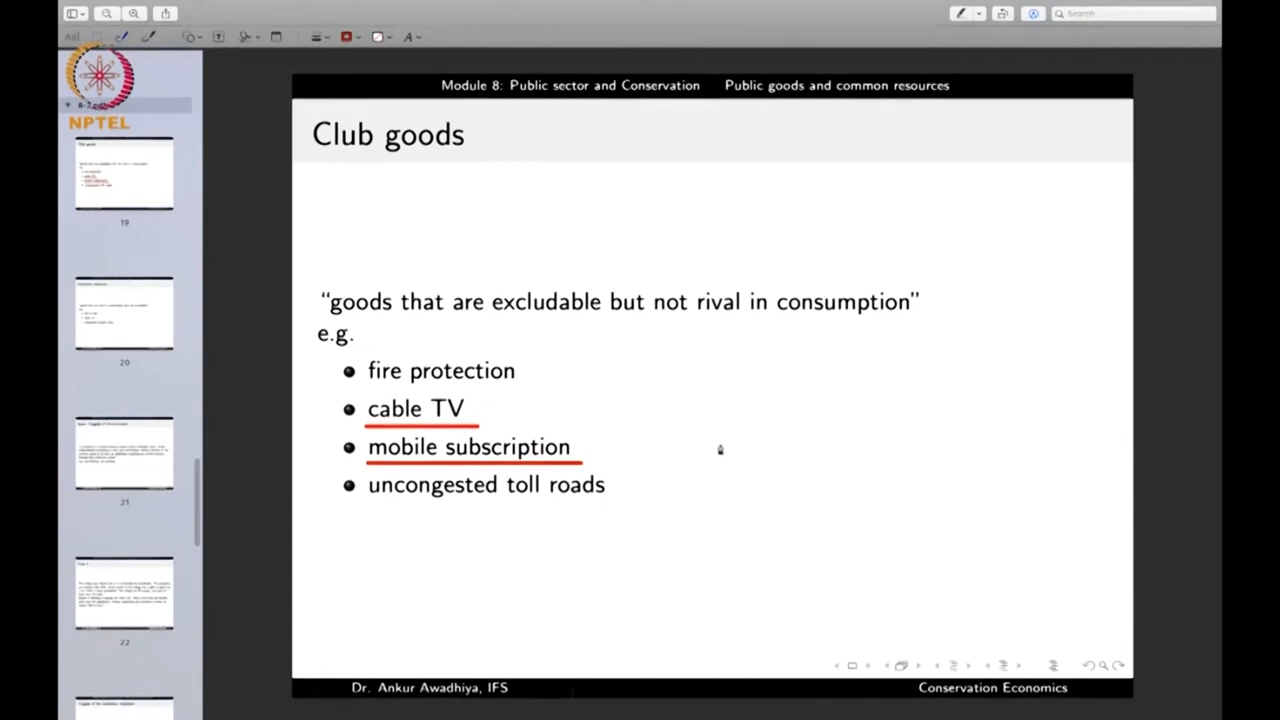 Search
NPTEL
19
20
21
22
Module 8: Public sector and Conservation Public goods and common resources
Club goods
“goods that are excludable but not rival in consumption”
e.g.
fire protection
cable TV
mobile subscription
uncongested toll roads
Dr. Ankur Awadhiya, IFS Conservation Economics